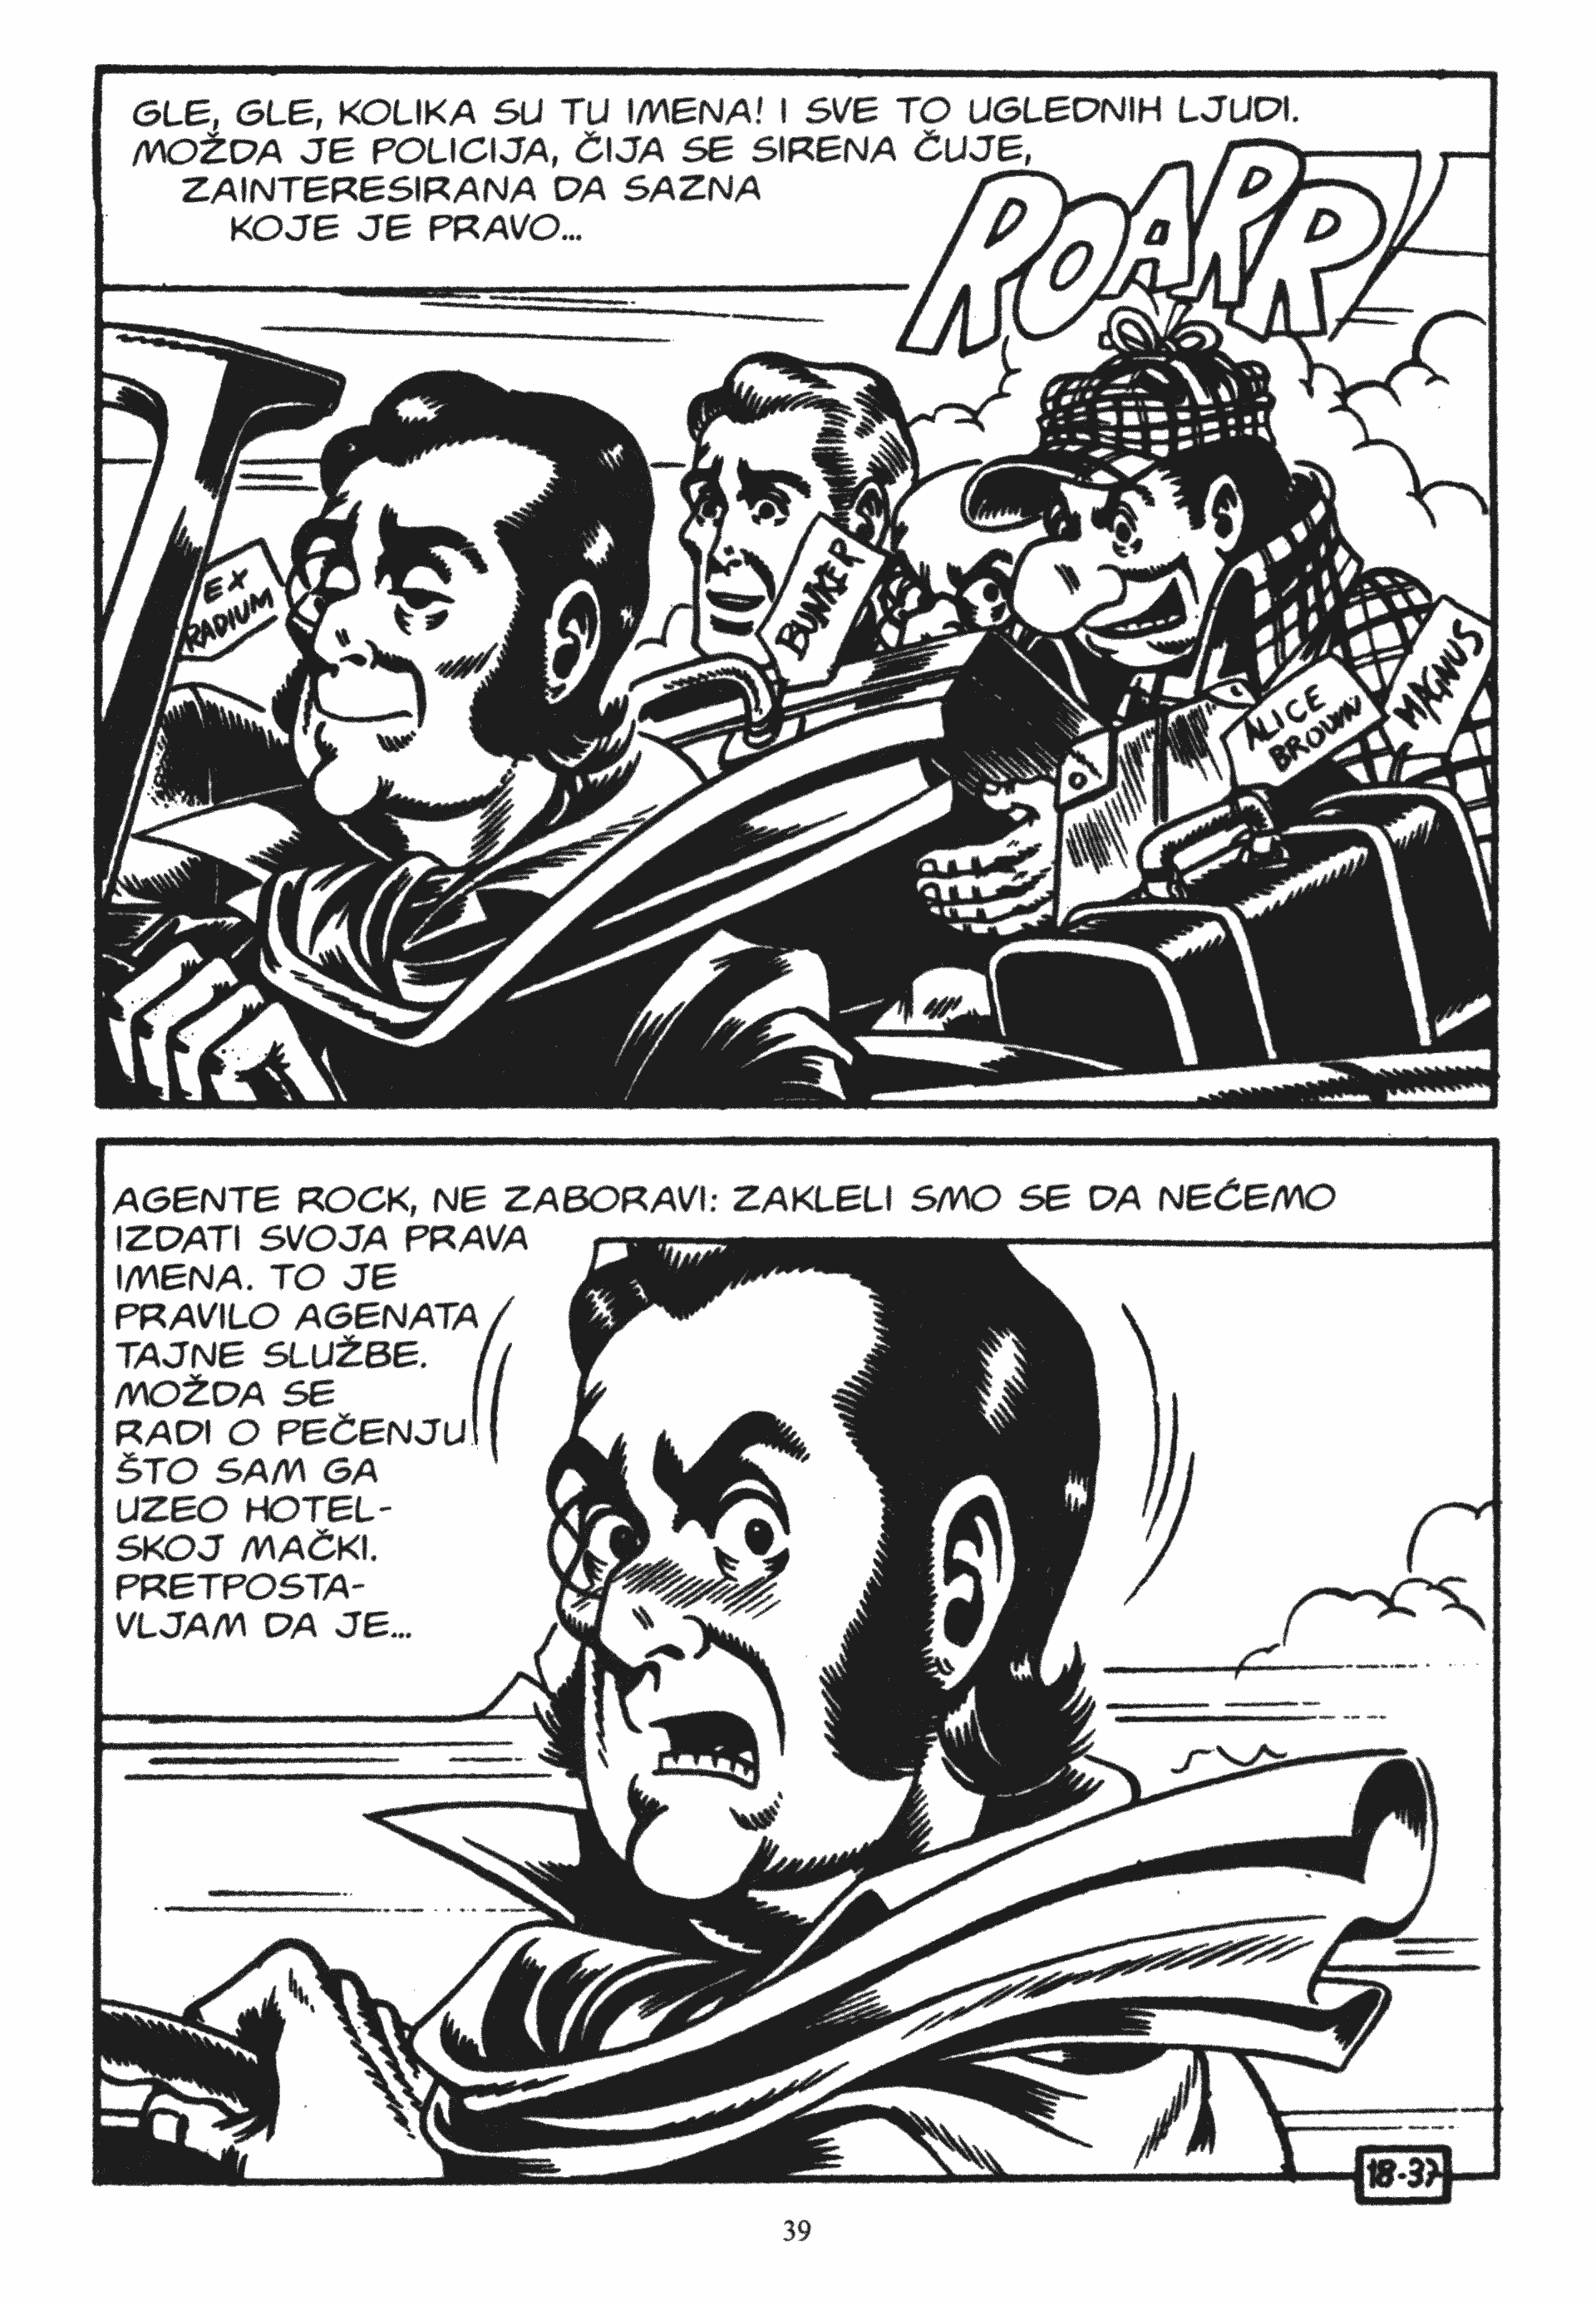 GLE, GLE, KOLIKA SU TU IMENA! I SVE TO UGLEDNIH LJUDI.
MOŽDA JE POLICIJA, ČIJA SE SIRENA ČUJE,
ZAINTERESIRANA DA SAZNA
KOJE JE PRAVO...
ROARR
EX
RADIUM
BUNKER
ALICE
BROWN
MAGNUS
AGENTE ROCK, NE ZABORAVI: ZAKLELI SMO SE DA NEĆEMO
IZDATI SVOJA PRAVA
IMENA. TO JE
PRAVILO AGENATA
TAJNE SLUŽBE.
MOŽDA SE
RADI O PEČENJU
ŠTO SAM GA
UZEO HOTEL-
SKOJ MAČKI.
PRETPOSTA-
VLJAM DA JE...
18-37
39